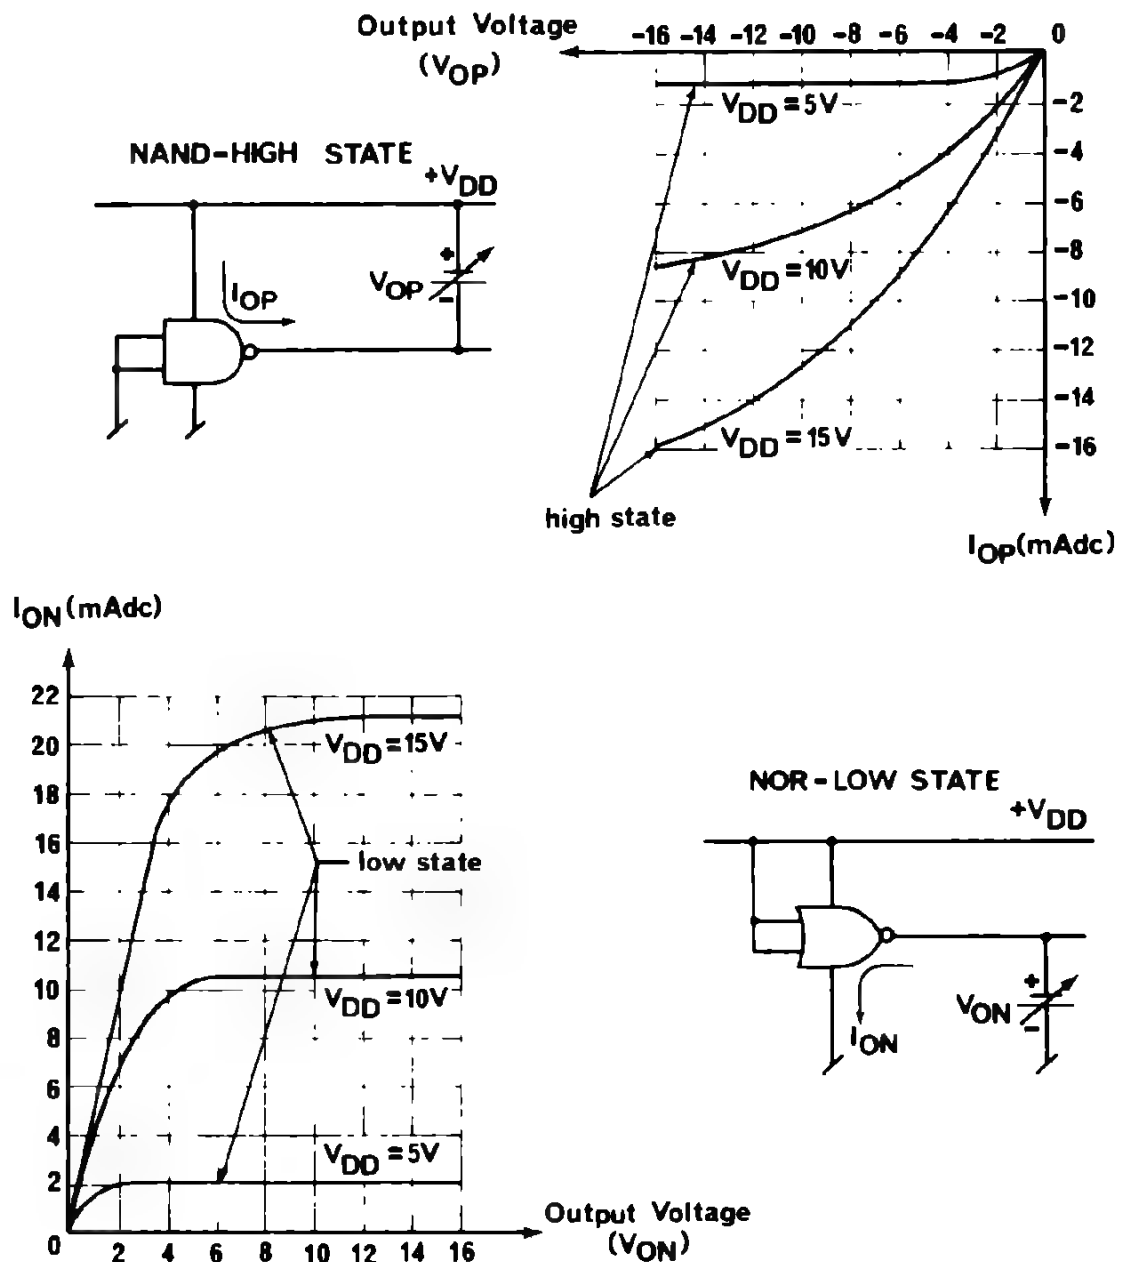 Output Voltage
(VOP)
-16 -14 -12 -10 -8 -6 -4 -2 0
VDD=5V
-2
-4
-6
-8
VDD=10V
-10
-12
-14
VDD=15V
-16
high state
IOP(mAdc)
NAND-HIGH STATE
+VDD
+
VOP
-
IOP
ION(mAdc)
22
20
VDD=15V
18
16
low state
14
12
10
VDD=10V
8
6
4
VDD=5V
2
0
2 4 6 8 10 12 14 16
Output Voltage
(VON)
NOR-LOW STATE
+VDD
+
VON
-
ION